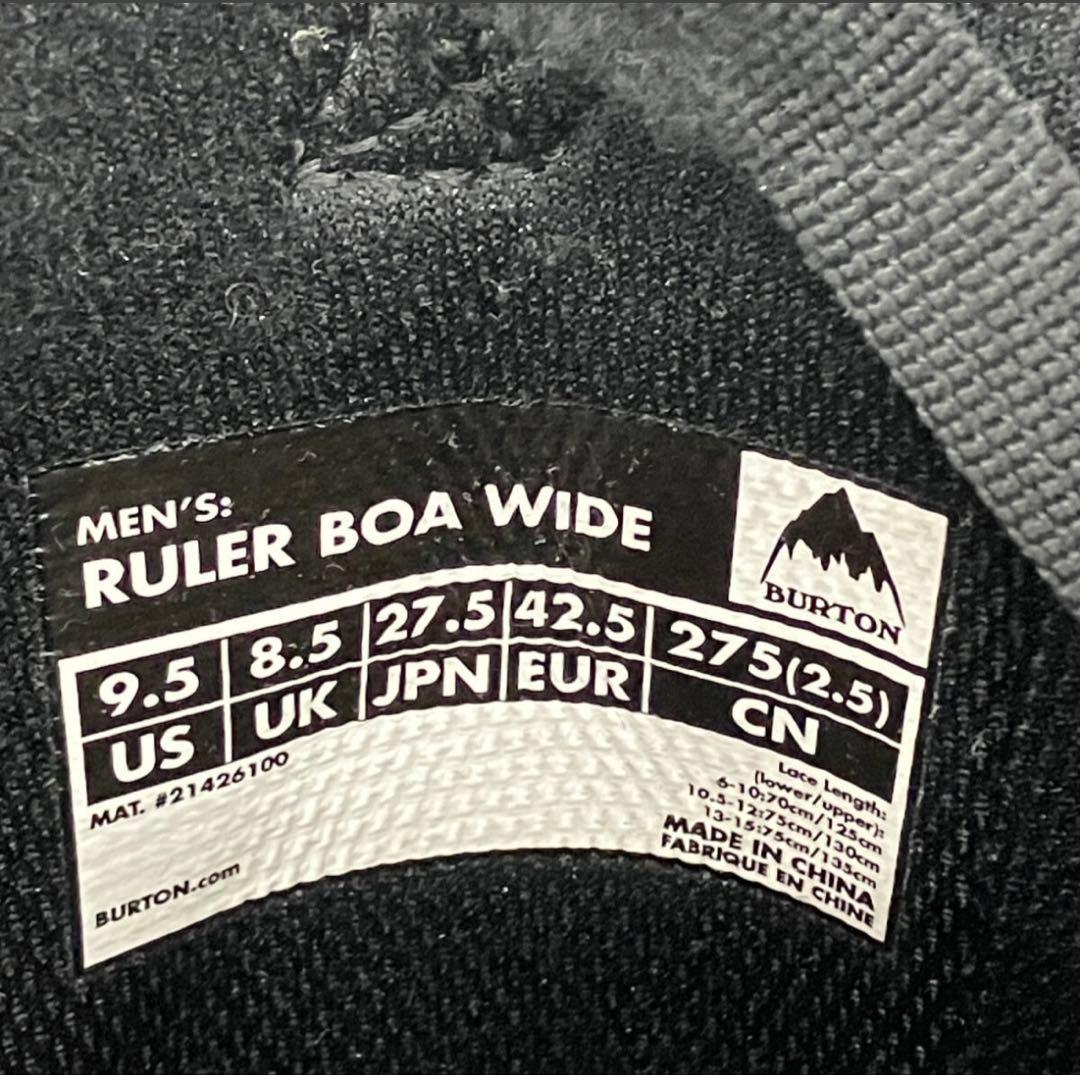 MEN'S:
RULER BOA WIDE
BURTON
9.5 8.5 27.5 42.5 275(2.5)
US UK JPN EUR CN
MAT. #21426100
Lace Length:
(lower/upper):
6-10:70cm/125cm
10.5-12:75cm/130cm
13-15:75cm/135cm
MADE IN CHINA
FABRIQUE EN CHINE
BURTON.com